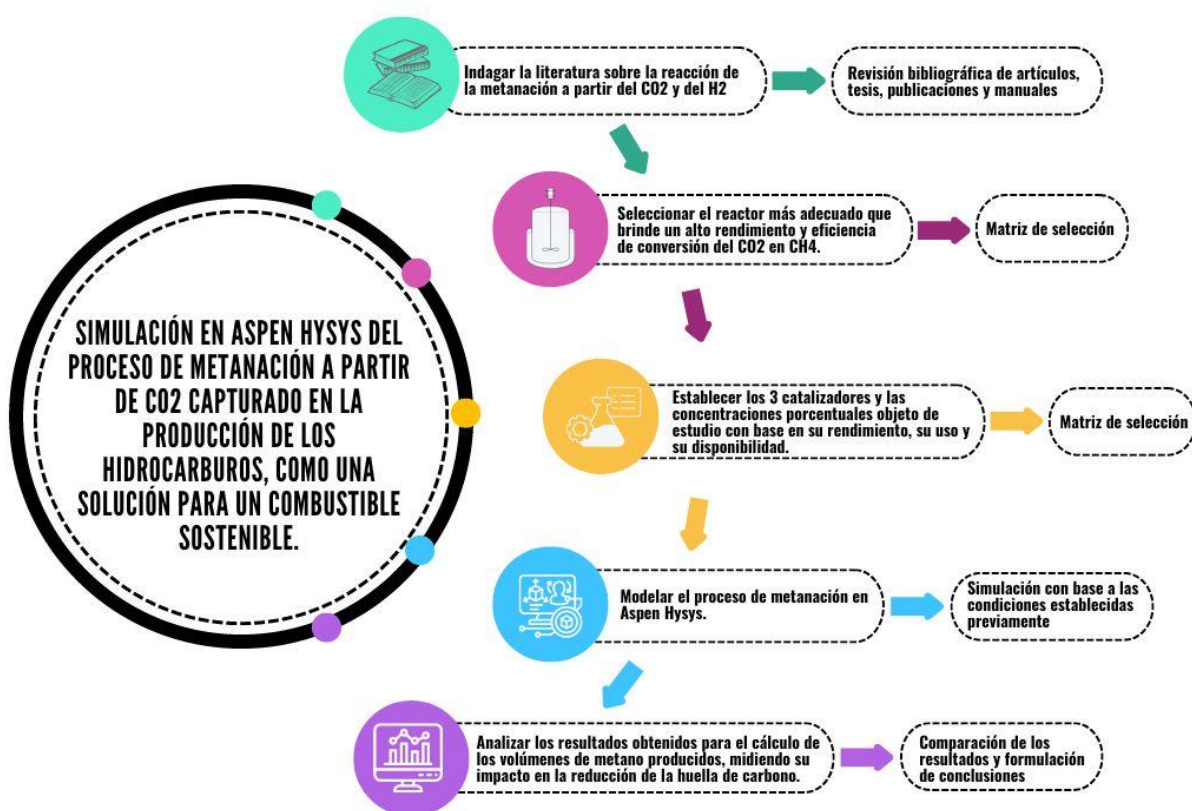 SIMULACIÓN EN ASPEN HYSYS DEL
PROCESO DE METANACIÓN A PARTIR
DE CO2 CAPTURADO EN LA
PRODUCCIÓN DE LOS
HIDROCARBUROS, COMO UNA
SOLUCIÓN PARA UN COMBUSTIBLE
SOSTENIBLE.
Indagar la literatura sobre la reacción de
la metanación a partir del CO2 y del H2
Revisión bibliográfica de artículos,
tesis, publicaciones y manuales
Seleccionar el reactor más adecuado que
brinde un alto rendimiento y eficiencia
de conversión del CO2 en CH4.
Matriz de selección
Establecer los 3 catalizadores y las
concentraciones porcentuales objeto de
estudio con base en su rendimiento, su uso y
su disponibilidad.
Matriz de selección
Modelar el proceso de metanación en
Aspen Hysys.
Simulación con base a las
condiciones establecidas
previamente
Analizar los resultados obtenidos para el cálculo de
los volúmenes de metano producidos, midiendo su
impacto en la reducción de la huella de carbono.
Comparación de los
resultados y formulación
de conclusiones